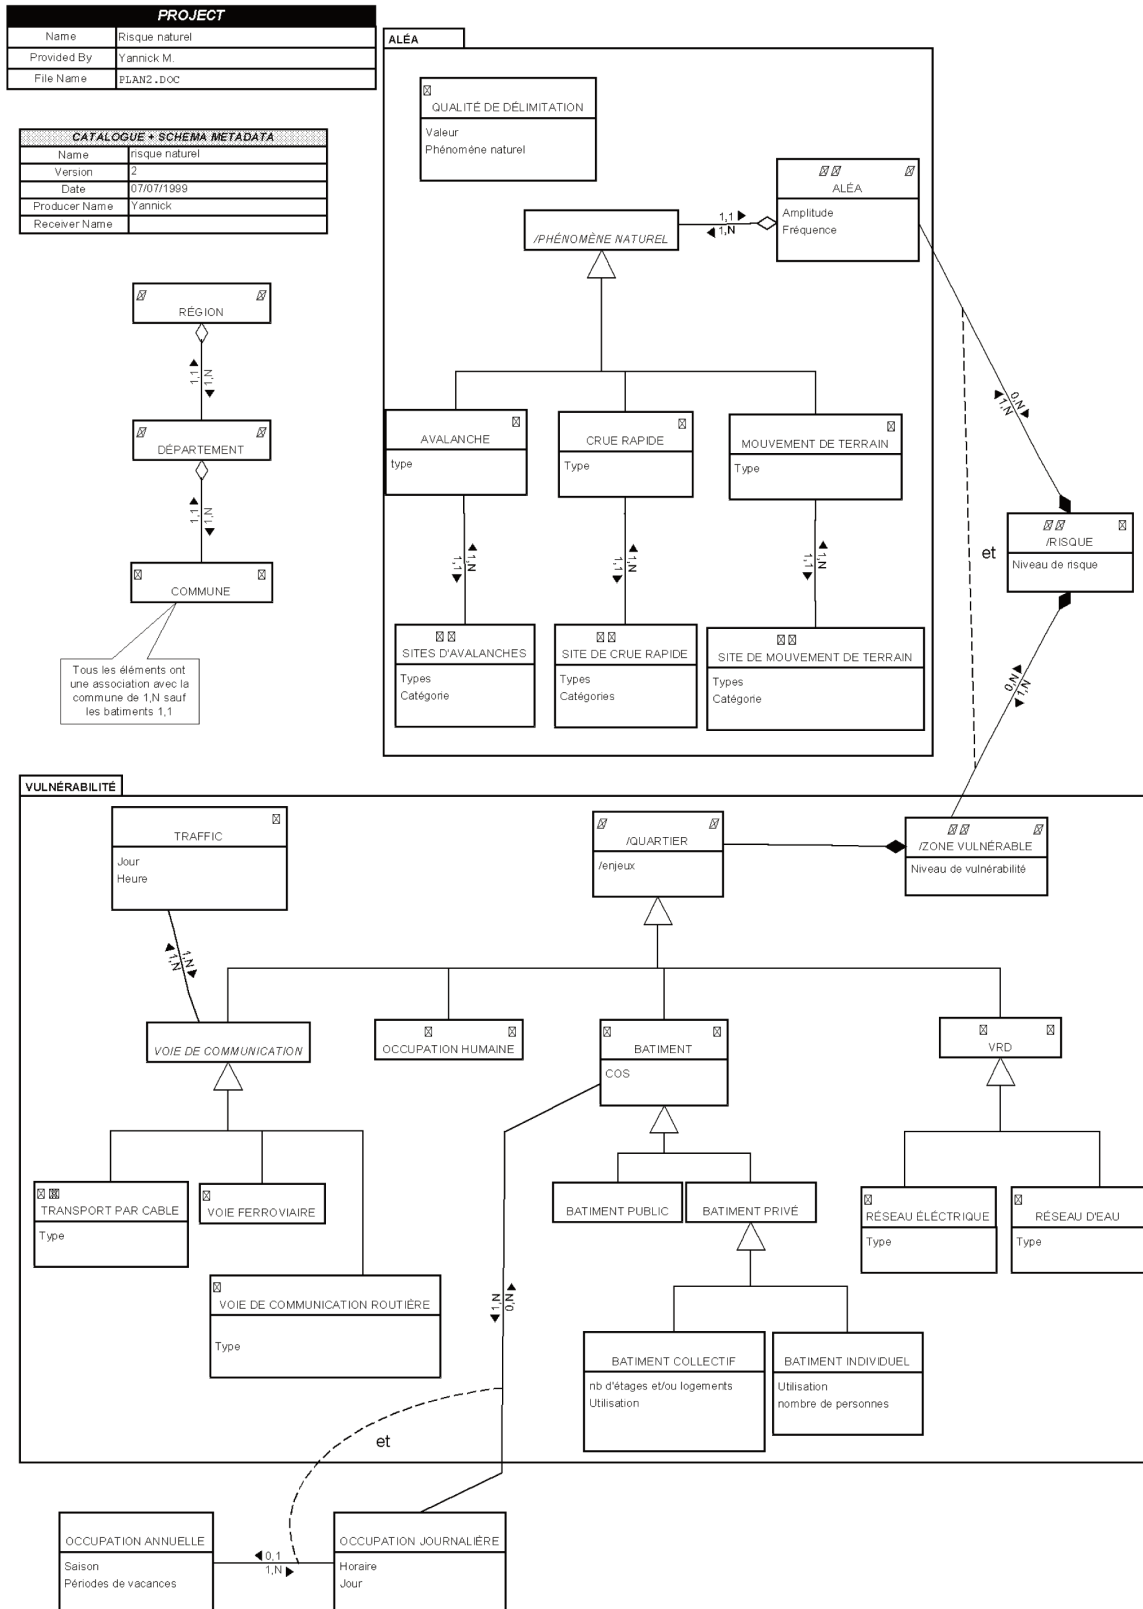 PROJECT
Name Risque naturel
Provided By Yannick M.
File Name PLAN2.DOC
CATALOGUE + SCHEMA METADATA
Name risque naturel
Version 2
Date 07/07/1999
Producer Name Yannick
Receiver Name
RÉGION
1,1
1,N
DÉPARTEMENT
1,1
1,N
COMMUNE
Tous les éléments ont
une association avec la
commune de 1,N sauf
les batiments 1,1
ALÉA
QUALITÉ DE DÉLIMITATION
Valeur
Phénoméne naturel
ALÉA
Amplitude
Fréquence
1,1
1,N
/PHÉNOMÈNE NATUREL
AVALANCHE
type
CRUE RAPIDE
Type
MOUVEMENT DE TERRAIN
Type
1,1
1,N
1,1
1,N
1,1
1,N
SITES D'AVALANCHES
Types
Catégorie
SITE DE CRUE RAPIDE
Types
Catégories
SITE DE MOUVEMENT DE TERRAIN
Types
Catégorie
0,N
1,N
et
/RISQUE
Niveau de risque
0,N
1,N
VULNÉRABILITÉ
TRAFFIC
Jour
Heure
/QUARTIER
/enjeux
/ZONE VULNÉRABLE
Niveau de vulnérabilité
1,N
1,N
VOIE DE COMMUNICATION
OCCUPATION HUMAINE
BATIMENT
COS
VRD
TRANSPORT PAR CABLE
Type
VOIE FERROVIAIRE
BATIMENT PUBLIC
BATIMENT PRIVÉ
RÉSEAU ÉLÉCTRIQUE
Type
RÉSEAU D'EAU
Type
VOIE DE COMMUNICATION ROUTIÈRE
Type
1,N
0,N
BATIMENT COLLECTIF
nb d'étages et/ou logements
Utilisation
BATIMENT INDIVIDUEL
Utilisation
nombre de personnes
et
OCCUPATION ANNUELLE
Saison
Périodes de vacances
0,1
1,N
OCCUPATION JOURNALIÈRE
Horaire
Jour